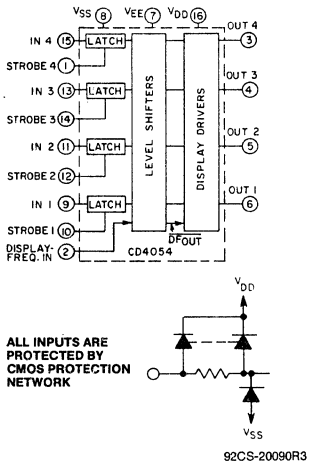 VSS VEE VDD
8 7 16
OUT 4
IN 4 15 LATCH 3
STROBE 4 1
OUT 3
IN 3 13 LATCH 4
STROBE 3 14
LEVEL SHIFTERS
DISPLAY DRIVERS
OUT 2
IN 2 11 LATCH 5
STROBE 2 12
OUT 1
IN 1 9 LATCH 6
STROBE 1 10
DISPLAY-
FREQ. IN 2
DFOUT
CD4054
VDD
ALL INPUTS ARE
PROTECTED BY
CMOS PROTECTION
NETWORK
VSS
92CS-20090R3